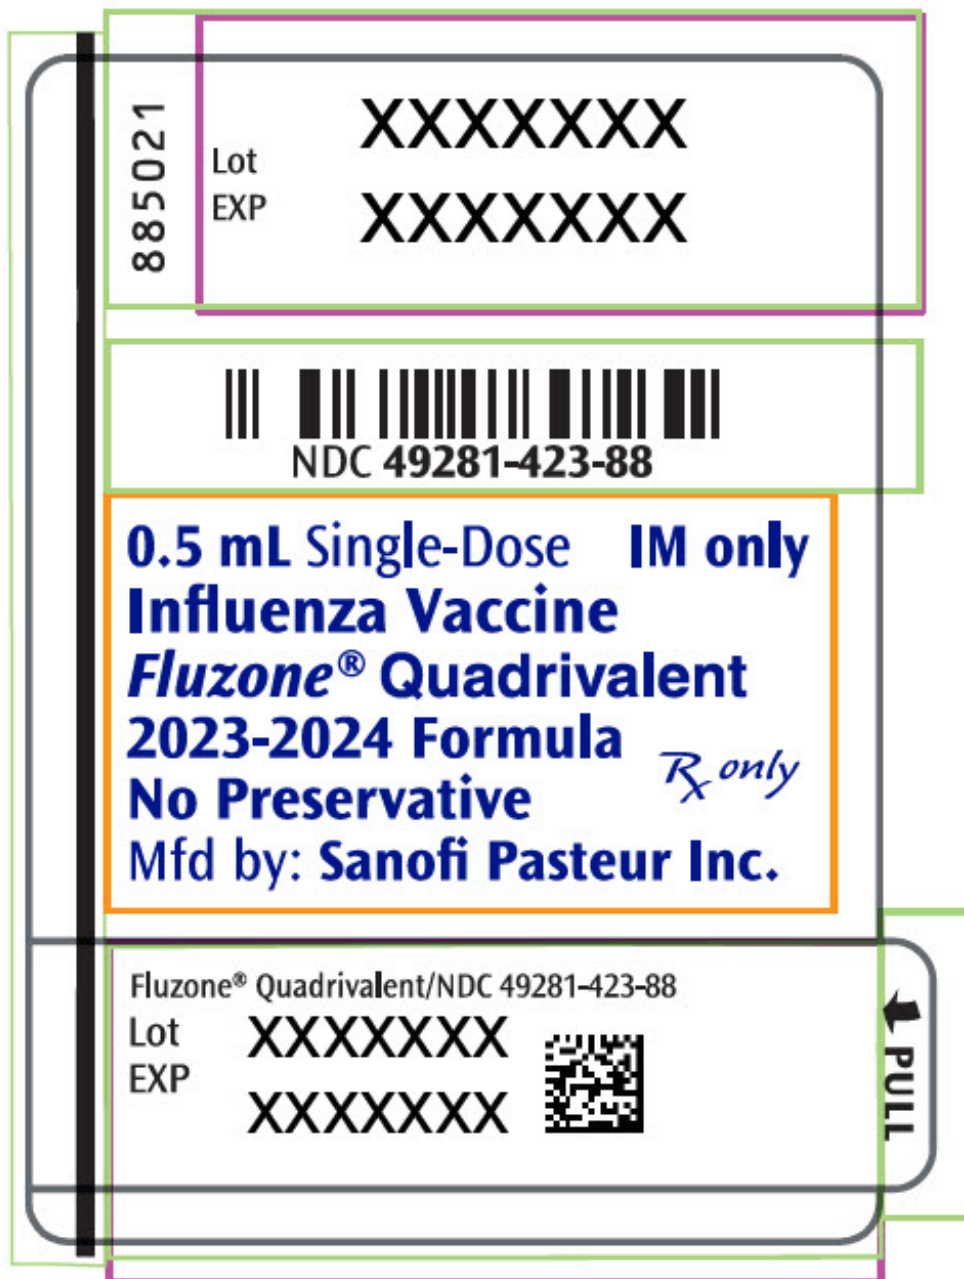 885021
Lot XXXXXXX
EXP XXXXXXX
NDC 49281-423-88
0.5 mL Single-Dose IM only
Influenza Vaccine
Fluzone® Quadrivalent
2023-2024 Formula
Rx only
No Preservative
Mfd by: Sanofi Pasteur Inc.
Fluzone® Quadrivalent/NDC 49281-423-88
Lot XXXXXXX
EXP XXXXXXX
PULL